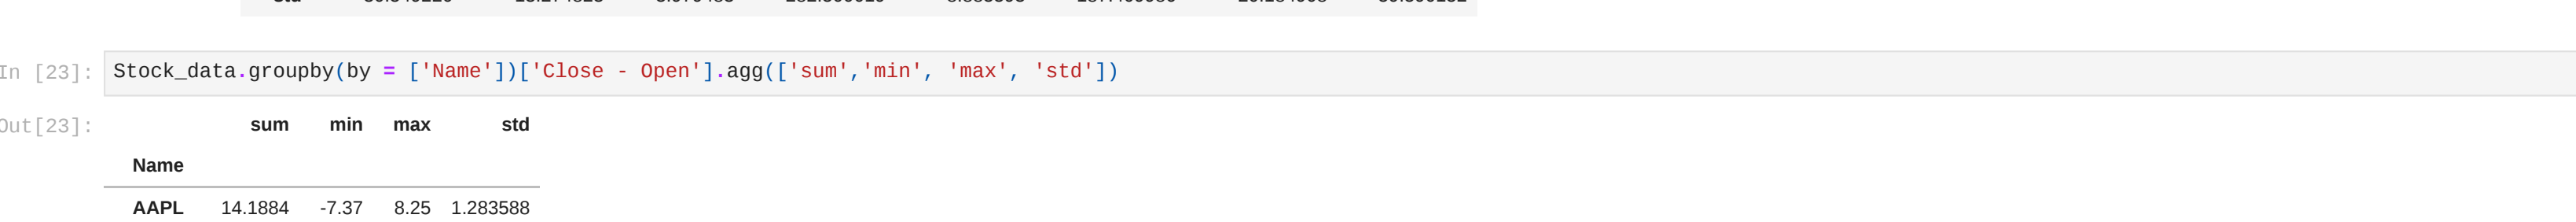 std
In [23]: Stock_data.groupby(by = ['Name'])['Close - Open'].agg(['sum','min', 'max', 'std'])
Out[23]:
sum min max std
Name
AAPL 14.1884 -7.37 8.25 1.283588